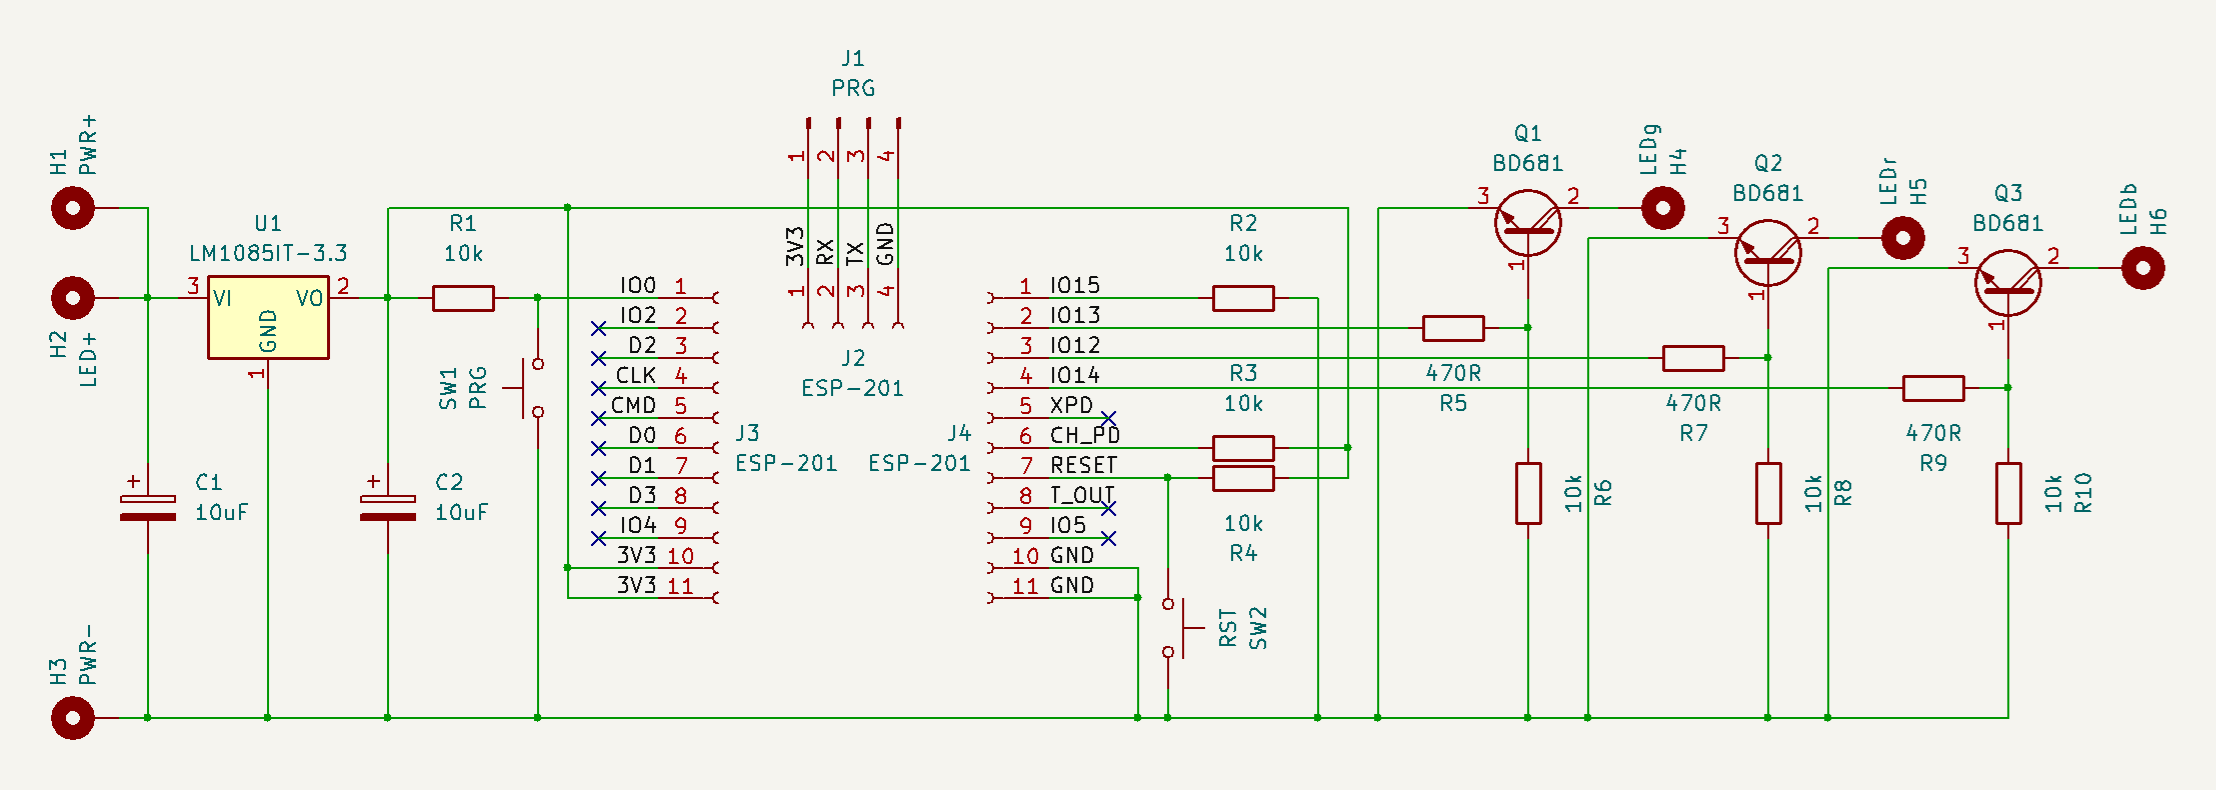 J1
PRG
1
2
3
4
3V3
RX
TX
GND
1
2
3
4
J2
ESP-201
H1
PWR+
H2
LED+
H3
PWR-
U1
LM1085IT-3.3
3
VI
VO
2
GND
1
+
C1
10uF
+
C2
10uF
R1
10k
SW1
PRG
IO0 1
IO2 2
D2 3
CLK 4
CMD 5
D0 6
D1 7
D3 8
IO4 9
3V3 10
3V3 11
J3
ESP-201
J4
ESP-201
1 IO15
2 IO13
3 IO12
4 IO14
5 XPD
6 CH_PD
7 RESET
8 T_OUT
9 IO5
10 GND
11 GND
R2
10k
R3
10k
10k
R4
RST
SW2
Q1
BD681
3
2
1
LEDg
H4
470R
R5
10k
R6
Q2
BD681
3
2
1
LEDr
H5
470R
R7
10k
R8
Q3
BD681
3
2
1
LEDb
H6
470R
R9
10k
R10